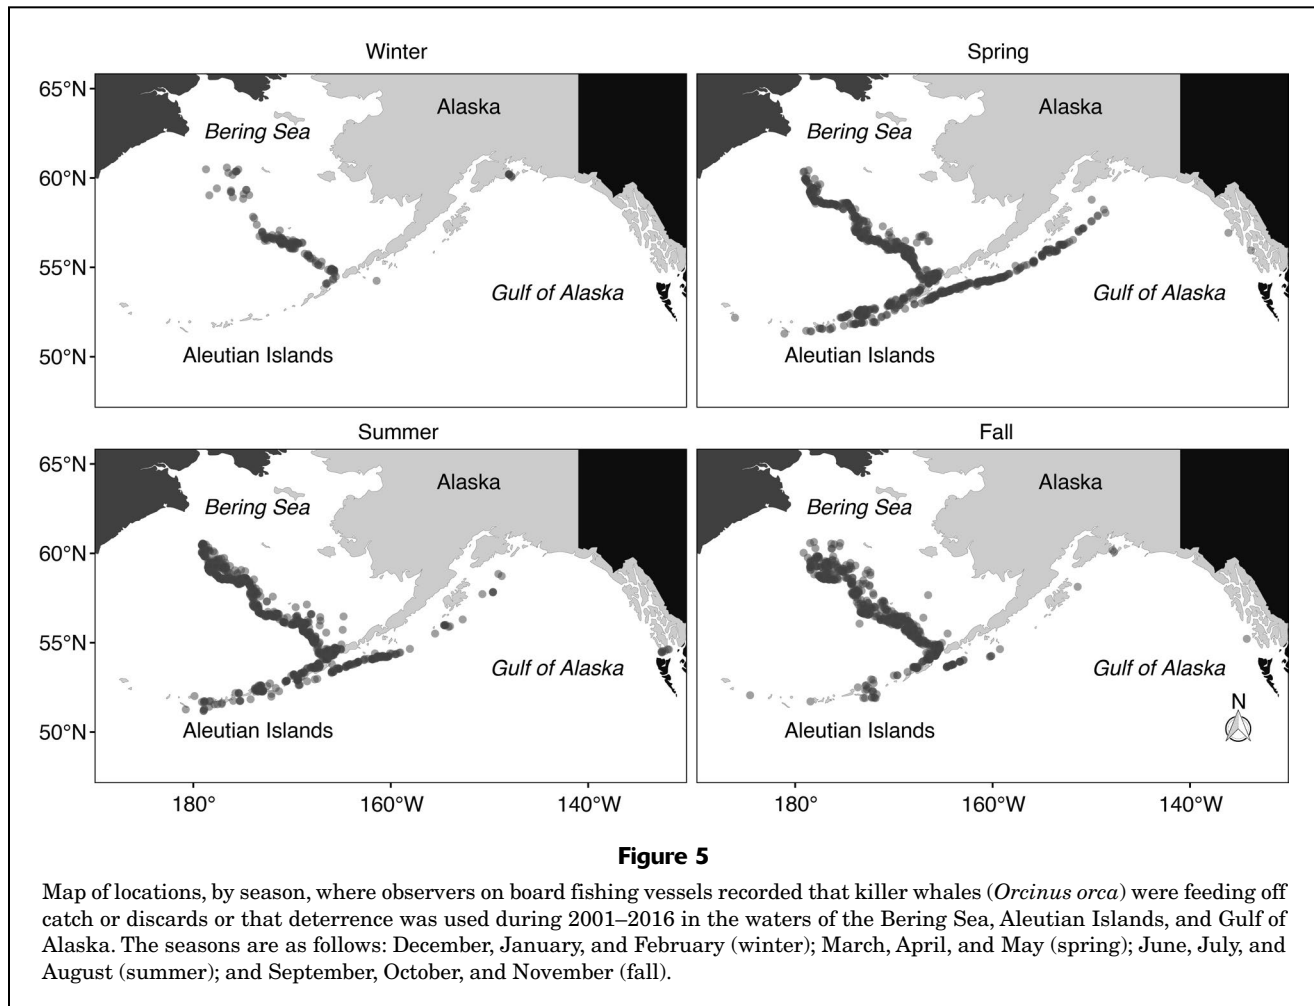 Winter
Spring
65°N
Alaska
Alaska
Bering Sea
Bering Sea
60°N
55°N
Gulf of Alaska
Gulf of Alaska
50°N
Aleutian Islands
Aleutian Islands
Summer
Fall
65°N
Alaska
Alaska
Bering Sea
Bering Sea
60°N
55°N
Gulf of Alaska
Gulf of Alaska
N
50°N
Aleutian Islands
Aleutian Islands
180°
160°W
140°W
180°
160°W
140°W
Figure 5
Map of locations, by season, where observers on board fishing vessels recorded that killer whales (Orcinus orca) were feeding off
catch or discards or that deterrence was used during 2001–2016 in the waters of the Bering Sea, Aleutian Islands, and Gulf of
Alaska. The seasons are as follows: December, January, and February (winter); March, April, and May (spring); June, July, and
August (summer); and September, October, and November (fall).